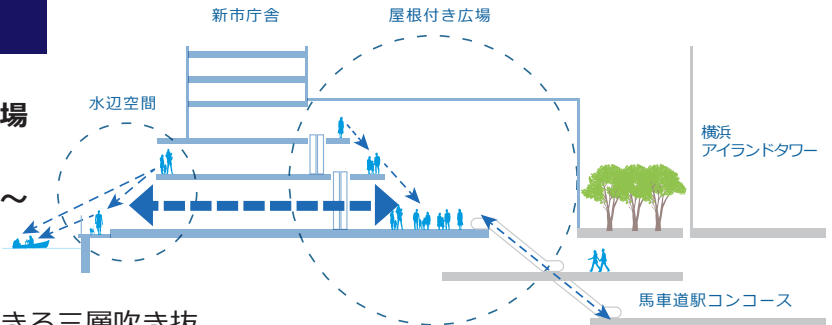 新市庁舎
屋根付き広場
水辺空間
場
横浜
アイランドタワー
～
馬車道駅コンコース
きる三層吹き抜